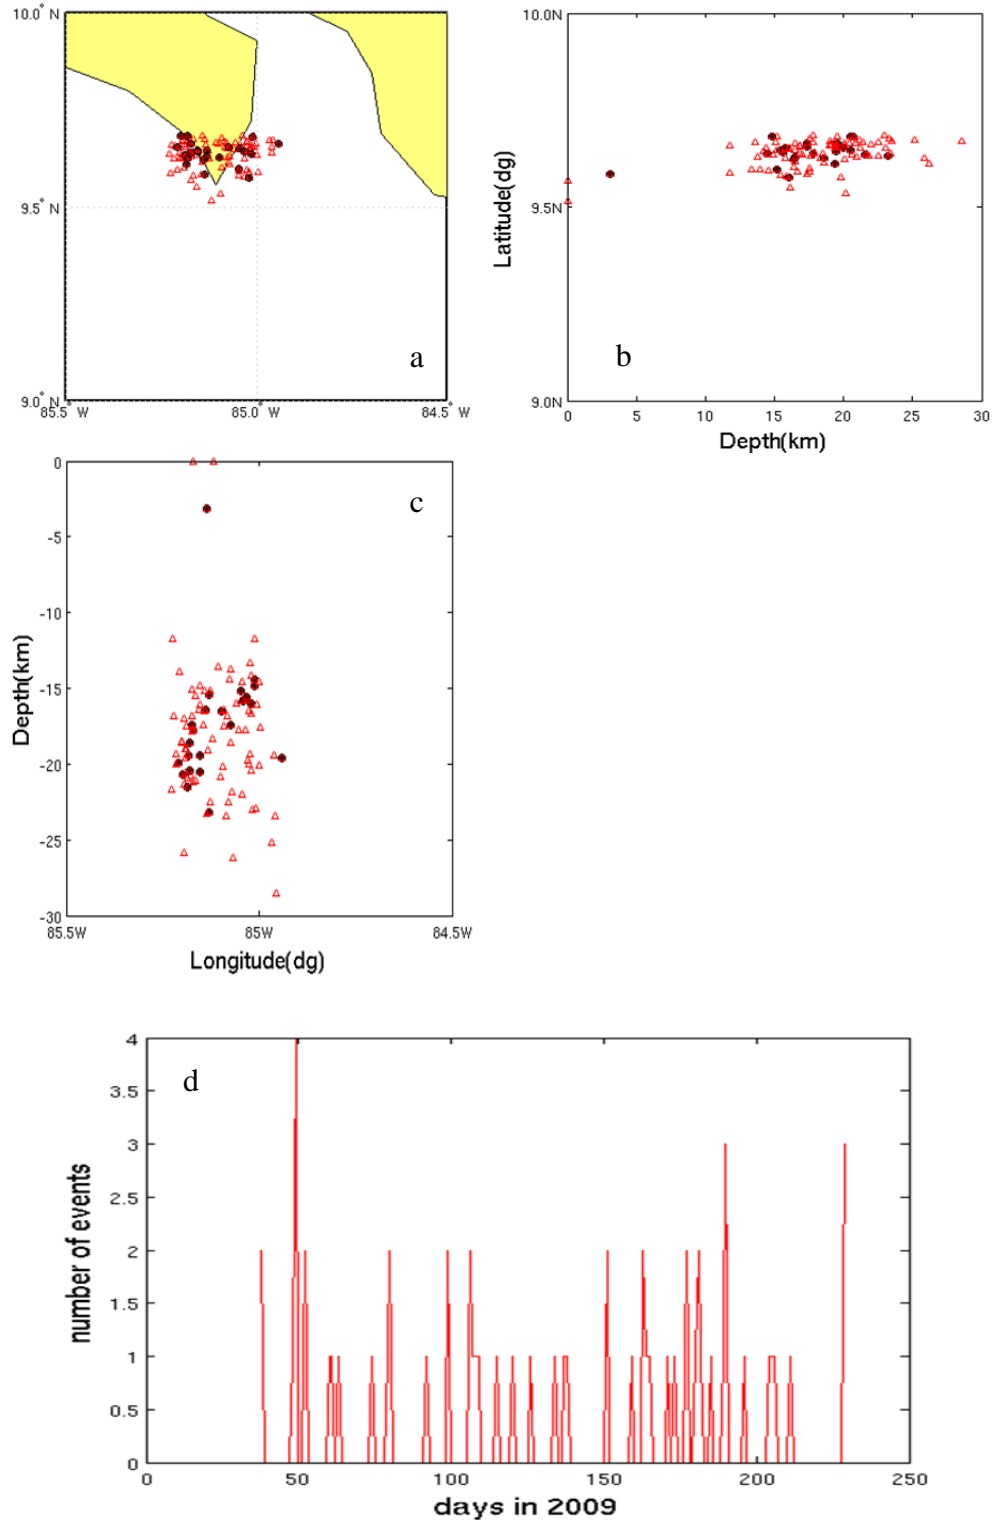 10.0° N
9.5° N
9.0° N
85.5° W 85.0° W 84.5° W
a
10.0N
9.5N
9.0N
Latitude(dg)
0 5 10 15 20 25 30
Depth(km)
b
0
-5
-10
-15
-20
-25
-30
Depth(km)
85.5W 85W 84.5W
Longitude(dg)
c
4
3.5
3
2.5
2
1.5
1
0.5
0
number of events
0 50 100 150 200 250
days in 2009
d